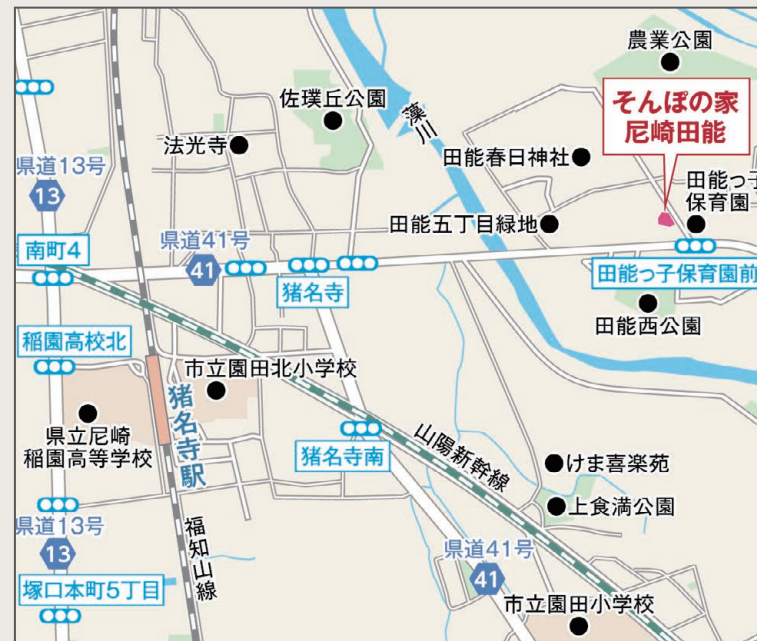 農業公園
そんぽの家
尼崎田能
佐璞丘公園
藻川
法光寺
田能春日神社
県道13号
13
田能っ子
保育園
田能五丁目緑地
県道41号
41
南町4
猪名寺
田能っ子保育園前
田能西公園
稲園高校北
市立園田北小学校
猪名寺駅
県立尼崎
稲園高等学校
猪名寺南
山陽新幹線
けま喜楽苑
上食満公園
県道13号
13
福知山線
県道41号
41
塚口本町5丁目
市立園田小学校